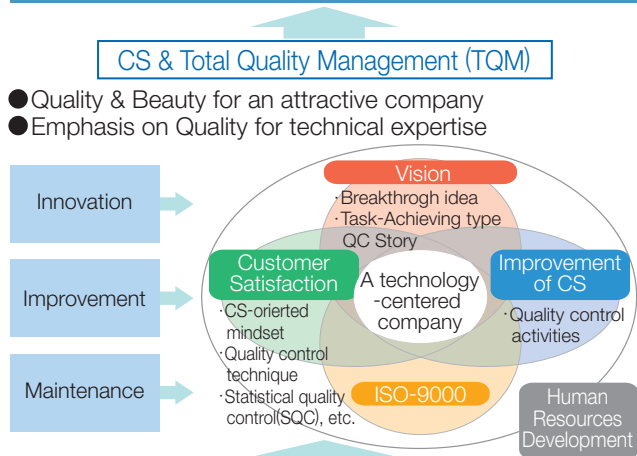 CS & Total Quality Management (TQM)
●Quality & Beauty for an attractive company
●Emphasis on Quality for technical expertise
Innovation
Improvement
Maintenance
Vision
·Breakthrogh idea
·Task-Achieving type
QC Story
Customer
Satisfaction
·CS-orierted
mindset
·Quality control
technique
·Statistical quality
control(SQC), etc.
A technology
-centered
company
Improvement
of CS
·Quality control
activities
ISO-9000
Human
Resources
Development